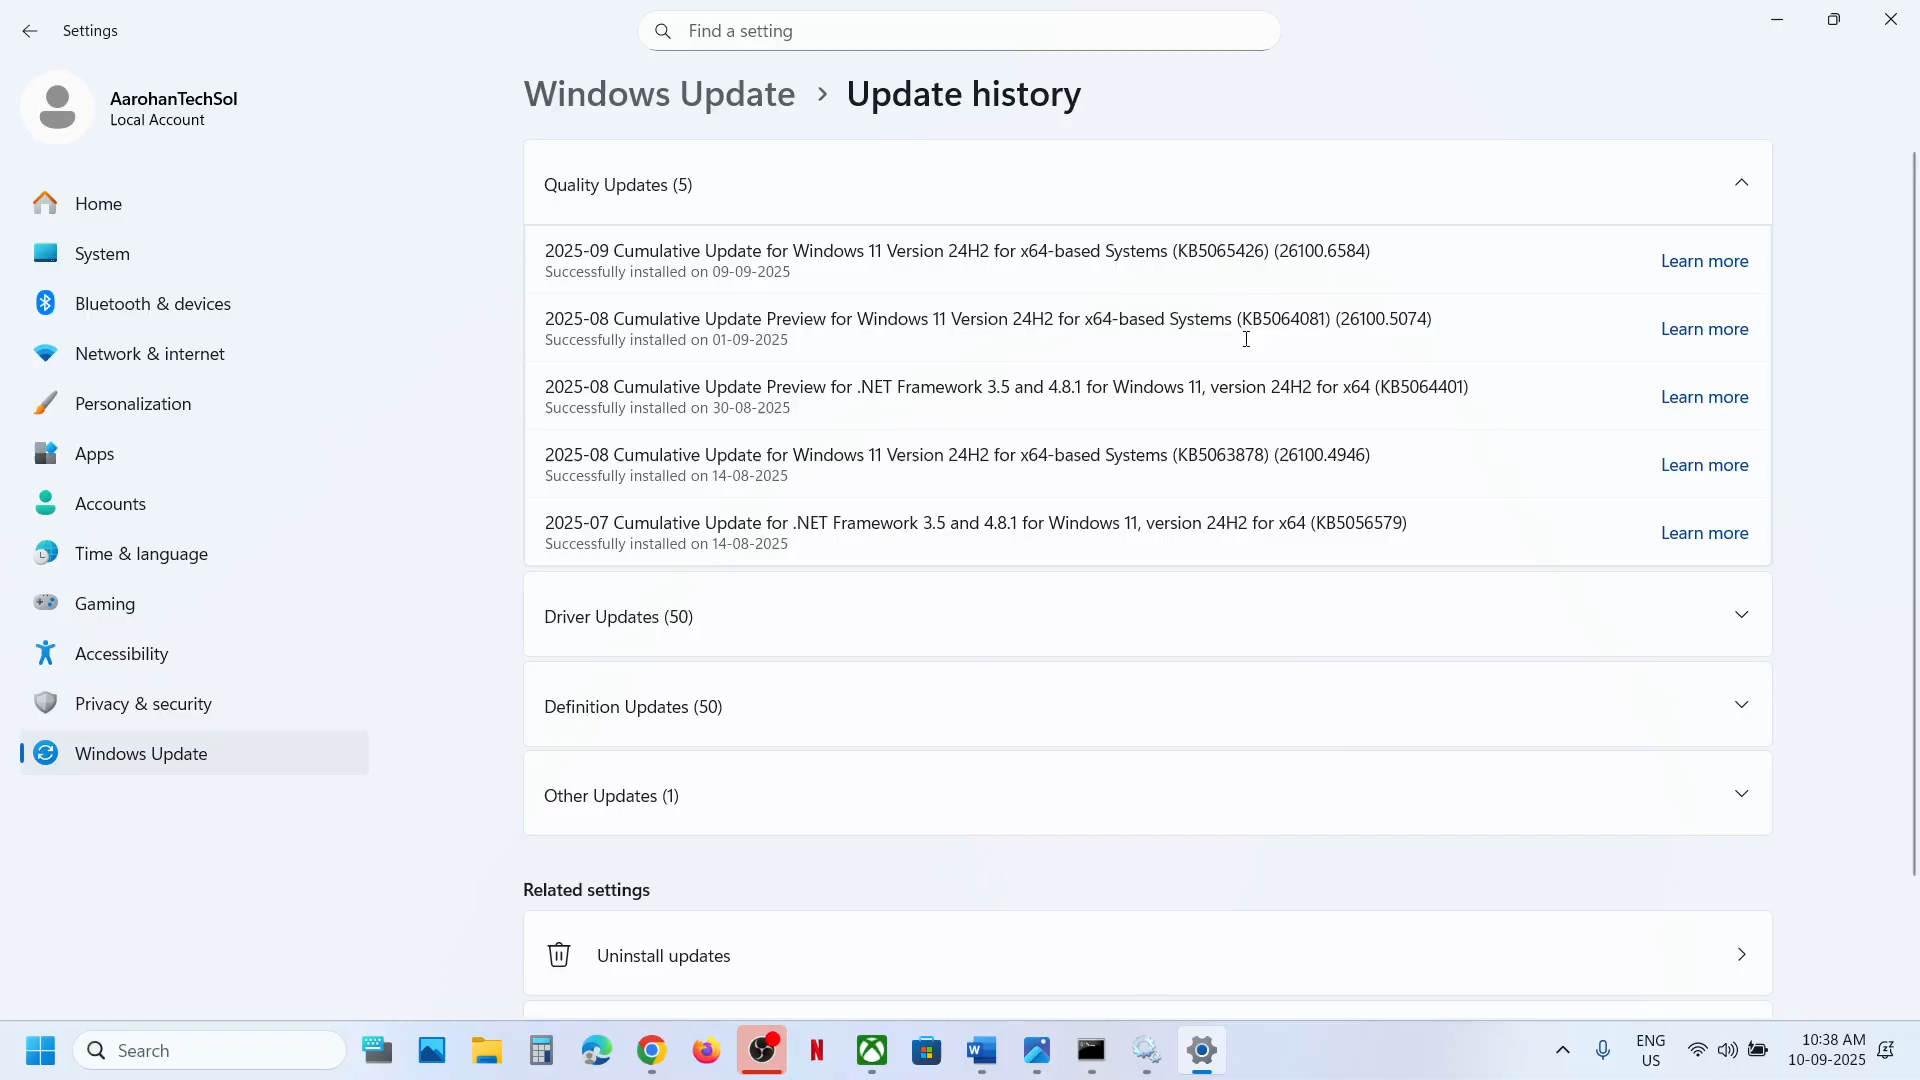 Settings
Find a setting
AarohanTechSol
Local Account
Home
System
Bluetooth & devices
Network & internet
Personalization
Apps
Accounts
Time & language
Gaming
Accessibility
Privacy & security
Windows Update
Windows Update > Update history
Quality Updates (5)
2025-09 Cumulative Update for Windows 11 Version 24H2 for x64-based Systems (KB5065426) (26100.6584)
Successfully installed on 09-09-2025
Learn more
2025-08 Cumulative Update Preview for Windows 11 Version 24H2 for x64-based Systems (KB5064081) (26100.5074)
Successfully installed on 01-09-2025
Learn more
2025-08 Cumulative Update Preview for .NET Framework 3.5 and 4.8.1 for Windows 11, version 24H2 for x64 (KB5064401)
Successfully installed on 30-08-2025
Learn more
2025-08 Cumulative Update for Windows 11 Version 24H2 for x64-based Systems (KB5063878) (26100.4946)
Successfully installed on 14-08-2025
Learn more
2025-07 Cumulative Update for .NET Framework 3.5 and 4.8.1 for Windows 11, version 24H2 for x64 (KB5056579)
Successfully installed on 14-08-2025
Learn more
Driver Updates (50)
Definition Updates (50)
Other Updates (1)
Related settings
Uninstall updates
Search
ENG
US
10:38 AM
10-09-2025